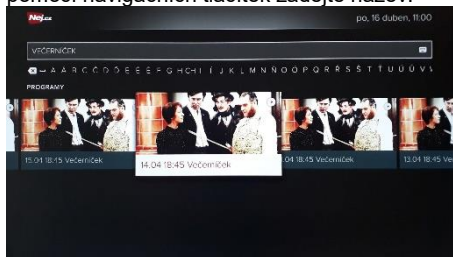 pomocí navigačních tlačítek zadejte název.
Nej.cz
po, 16 duben, 11:00
VEČERNÍČEK
PROGRAMY
15.04 18:45 Večerníček
14.04 18:45 Večerníček
.04 18:45 Večerníček
13.04 18:45 Več